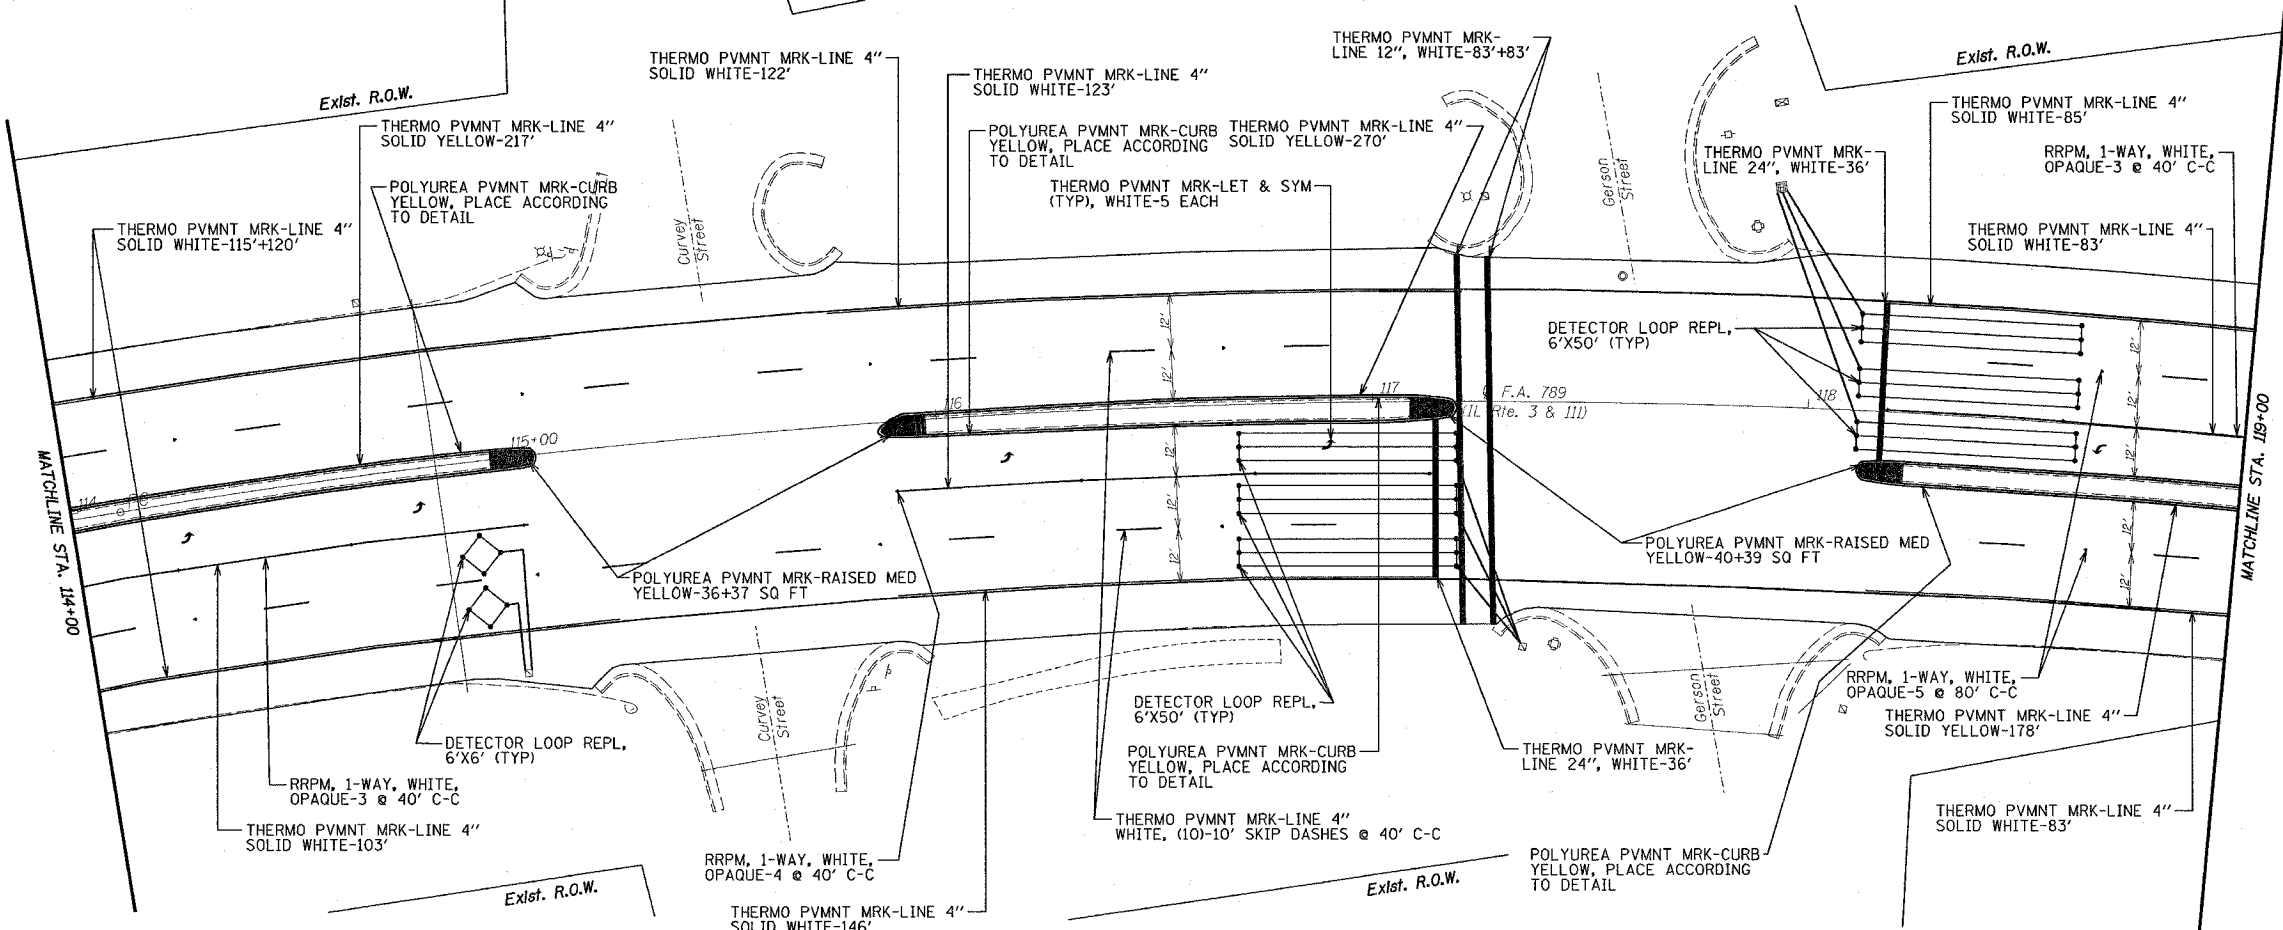 THERMO PVMNT MRK-LINE 4"
SOLID WHITE-122'
THERMO PVMNT MRK-
LINE 12", WHITE-83'+83'
Exist. R.O.W.
Exist. R.O.W.
THERMO PVMNT MRK-LINE 4"
SOLID WHITE-123'
THERMO PVMNT MRK-LINE 4"
SOLID YELLOW-217'
POLYUREA PVMNT MRK-CURB
YELLOW, PLACE ACCORDING
TO DETAIL
THERMO PVMNT MRK-LINE 4"
SOLID YELLOW-270'
THERMO PVMNT MRK-LINE 4"
SOLID WHITE-85'
THERMO PVMNT MRK-
LINE 24", WHITE-36'
RRPM, 1-WAY, WHITE,
OPAQUE-3 @ 40' C-C
POLYUREA PVMNT MRK-CURB
YELLOW, PLACE ACCORDING
TO DETAIL
THERMO PVMNT MRK-LET & SYM
(TYP), WHITE-5 EACH
Gerson
Street
THERMO PVMNT MRK-LINE 4"
SOLID WHITE-115'+120'
Curvey
Street
THERMO PVMNT MRK-LINE 4"
SOLID WHITE-83'
DETECTOR LOOP REPL,
6'X50' (TYP)
12'
12'
12'
12'
12'
12'
12'
12'
12'
12'
114
115+00
116
117
118
F.A. 789
(IL Rte. 3 & 111)
MATCHLINE STA. 114+00
MATCHLINE STA. 119+00
POLYUREA PVMNT MRK-RAISED MED
YELLOW-36+37 SQ FT
POLYUREA PVMNT MRK-RAISED MED
YELLOW-40+39 SQ FT
Curvey
Street
Gerson
Street
DETECTOR LOOP REPL,
6'X6' (TYP)
DETECTOR LOOP REPL,
6'X50' (TYP)
RRPM, 1-WAY, WHITE,
OPAQUE-5 @ 80' C-C
THERMO PVMNT MRK-LINE 4"
SOLID YELLOW-178'
POLYUREA PVMNT MRK-CURB
YELLOW, PLACE ACCORDING
TO DETAIL
THERMO PVMNT MRK-
LINE 24", WHITE-36'
RRPM, 1-WAY, WHITE,
OPAQUE-3 @ 40' C-C
THERMO PVMNT MRK-LINE 4"
SOLID WHITE-103'
THERMO PVMNT MRK-LINE 4"
WHITE, (10)-10' SKIP DASHES @ 40' C-C
THERMO PVMNT MRK-LINE 4"
SOLID WHITE-83'
RRPM, 1-WAY, WHITE,
OPAQUE-4 @ 40' C-C
POLYUREA PVMNT MRK-CURB
YELLOW, PLACE ACCORDING
TO DETAIL
Exist. R.O.W.
Exist. R.O.W.
THERMO PVMNT MRK-LINE 4"
SOLID WHITE-146'